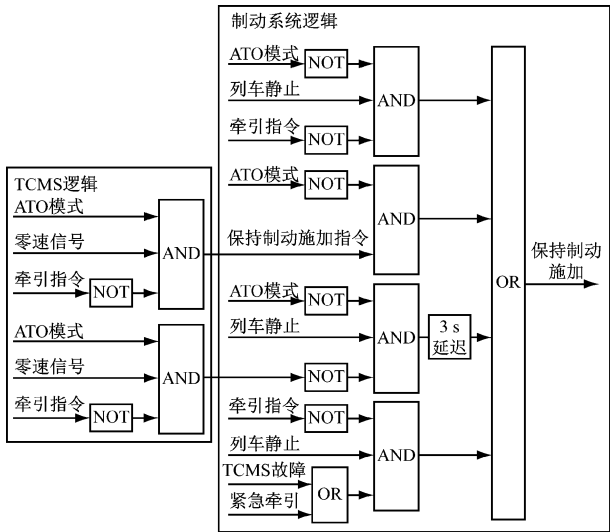 制动系统逻辑
ATO模式
NOT
列车静止
AND
牵引指令
NOT
ATO模式
NOT
AND
保持制动施加指令
TCMS逻辑
ATO模式
零速信号
AND
牵引指令
NOT
ATO模式
零速信号
AND
牵引指令
NOT
ATO模式
NOT
列车静止
AND
3 s
延迟
NOT
牵引指令
NOT
列车静止
AND
TCMS故障
紧急牵引
OR
OR
保持制动
施加